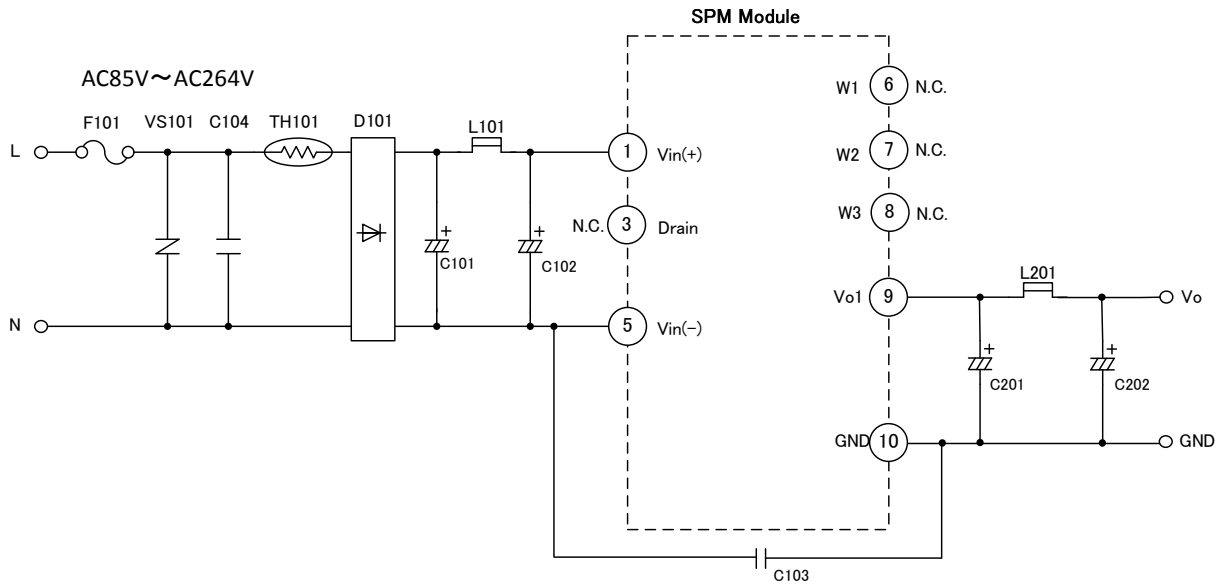 SPM Module
AC85V～AC264V
F101
VS101
C104
TH101
D101
L101
L
N
+
C101
+
C102
1
Vin(+)
N.C.
3
Drain
5
Vin(-)
W1
6
N.C.
W2
7
N.C.
W3
8
N.C.
Vo1
9
L201
Vo
+
C201
+
C202
GND
10
GND
C103